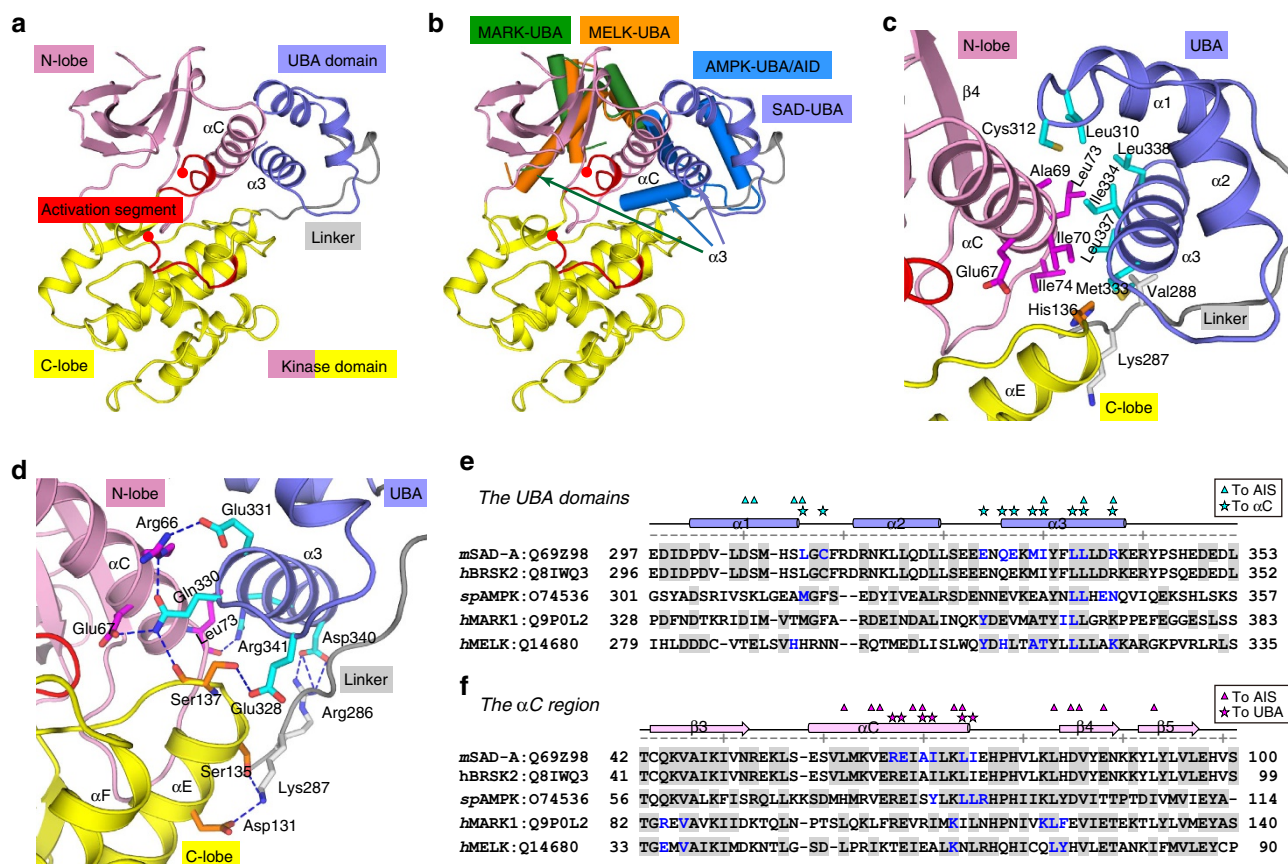 a
N-lobe
UBA domain
αC
α3
Activation segment
Linker
C-lobe
Kinase domain
b
MARK-UBA
MELK-UBA
AMPK-UBA/AID
SAD-UBA
αC
α3
c
N-lobe
UBA
β4
α1
Cys312
Leu310
Leu73
Leu338
Ala69
Ile334
α2
αC
Ile70
Leu337
α3
Glu67
Ile74
Met333
Val288
His136
Linker
Lys287
αE
C-lobe
d
N-lobe
UBA
Arg66
Glu331
αC
α3
Gln330
Glu67
Leu73
Asp340
Arg341
Linker
Ser137
Glu328
Arg286
Ser135
Lys287
αF
αE
Asp131
C-lobe
e
The UBA domains
To AIS
To αC
α1 α2 α3
mSAD-A:Q69Z98 297 EDIDPDV-LDSM-HSLGCFRDRNKLLQDLLSEEENQEKMIYFLLLDRKERYPSHEDEDL 353
hBRSK2:Q8IWQ3 296 EDIDPDV-LDSM-HSLGCFRDRNKLLQDLLSEEENQEKMIYFLLLDRKERYPSQEDEDL 352
spAMPK:O74536 301 GSYADSRIVSKLGEAMGFS--EDYIVEALRSDENNEVKEAYNLLHENQVIQEKSHLSKS 357
hMARK1:Q9P0L2 328 PDFNDTKRIDIM-VTMGFA--RDEINDALINQKYDEVMATYILLGRKPPEFEGGESLSS 383
hMELK:Q14680 279 IHLDDDC-VTELSVHHRNN--RQTMEDLISLWQYDHLTATYLLLLAKKARGKPVRLRLS 335
f
The αC region
To AIS
To UBA
β3 αC β4 β5
mSAD-A:Q69Z98 42 TCQKVAIKIVNREKLS-ESVLMKVEREIAILKLIEHPHVLKLHDVYENKKYLYLVLEHVS 100
hBRSK2:Q8IWQ3 41 TCQKVAIKIVNREKLS-ESVLMKVEREIAILKLIEHPHVLKLHDVYENKKYLYLVLEHVS 99
spAMPK:O74536 56 TQQKVALKFISRQLLKKSDMHMRVEREISYLKLLRHPHIIKLYDVITTPTDIVMVIEYA- 114
hMARK1:Q9P0L2 82 TGREVAVKIIDKTQLN-PTSLQKLFREVRIMKILNHPNIVKLFEVIETEKTLYLVMEYAS 140
hMELK:Q14680 33 TGEMVAIKIMDKNTLG-SD-LPRIKTEIEALKNLRHQHICQLYHVLETANKIFMVLEYCP 90